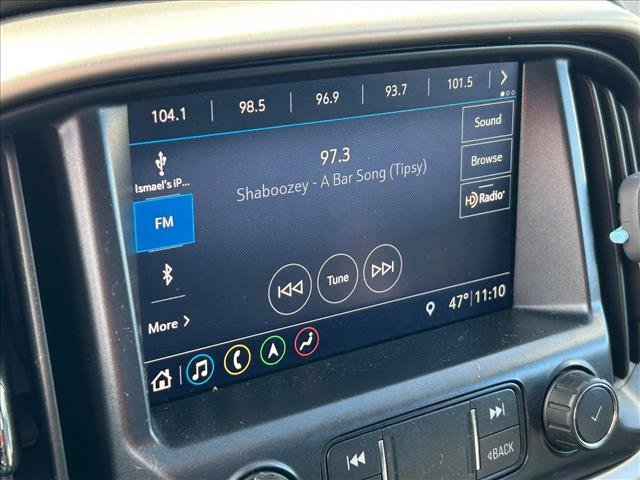 104.1 98.5 96.9 93.7 101.5
97.3
Shaboozey - A Bar Song (Tipsy)
Sound
Browse
HD Radio
Ismael's iP...
FM
More
Tune
47° 11:10
BACK